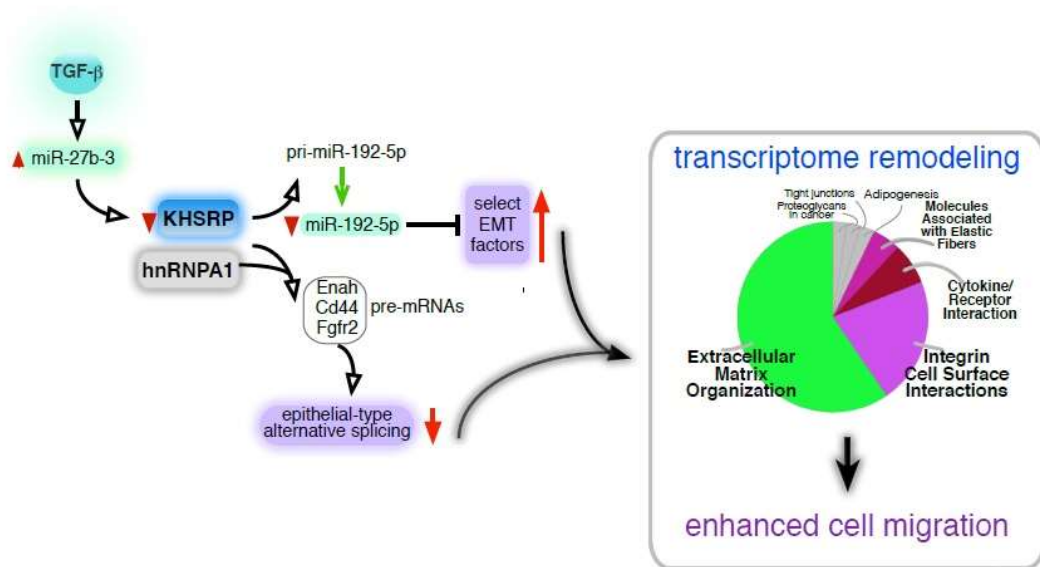 TGF-β
miR-27b-3
KHSRP
hnRNPA1
pri-miR-192-5p
miR-192-5p
select
EMT
factors
Enah
Cd44
Fgfr2
pre-mRNAs
epithelial-type
alternative splicing
transcriptome remodeling
Tight junctions
Proteoglycans
In cancer
Adipogenesis
Molecules
Associated
with Elastic
Fibers
Cytokine/
Receptor
Interaction
Extracellular
Matrix
Organization
Integrin
Cell Surface
Interactions
enhanced cell migration